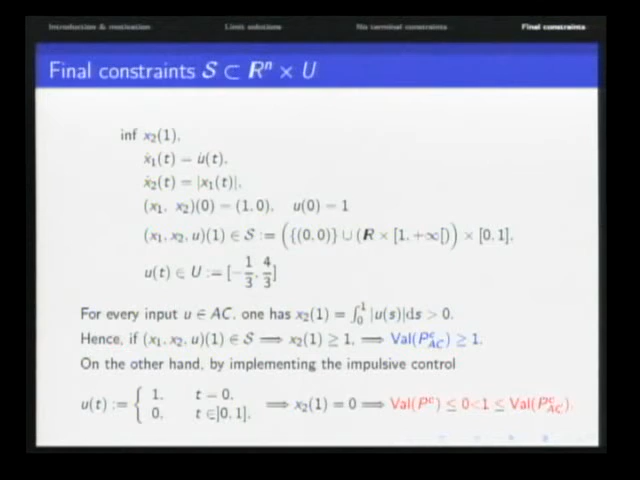 Introduction & motivation Limit solutions No terminal constraints Final constraints
Final constraints S ⊂ Rⁿ × U
inf x₂(1),
ẋ₁(t) = u̇(t),
ẋ₂(t) = |x₁(t)|,
(x₁, x₂)(0) = (1, 0), u(0) = 1
(x₁, x₂, u)(1) ∈ S := ({(0, 0)} ∪ (R × [1, +∞[)) × [0, 1],
u(t) ∈ U := [−1/3, 4/3]
For every input u ∈ AC, one has x₂(1) = ∫₀¹ |u(s)|ds > 0.
Hence, if (x₁, x₂, u)(1) ∈ S ⟹ x₂(1) ≥ 1, ⟹ Val(Pᶜ_AC) ≥ 1.
On the other hand, by implementing the impulsive control
u(t) := { 1, t = 0, 0, t ∈]0, 1], ⟹ x₂(1) = 0 ⟹ Val(Pᶜ) ≤ 0<1 ≤ Val(Pᶜ_AC).